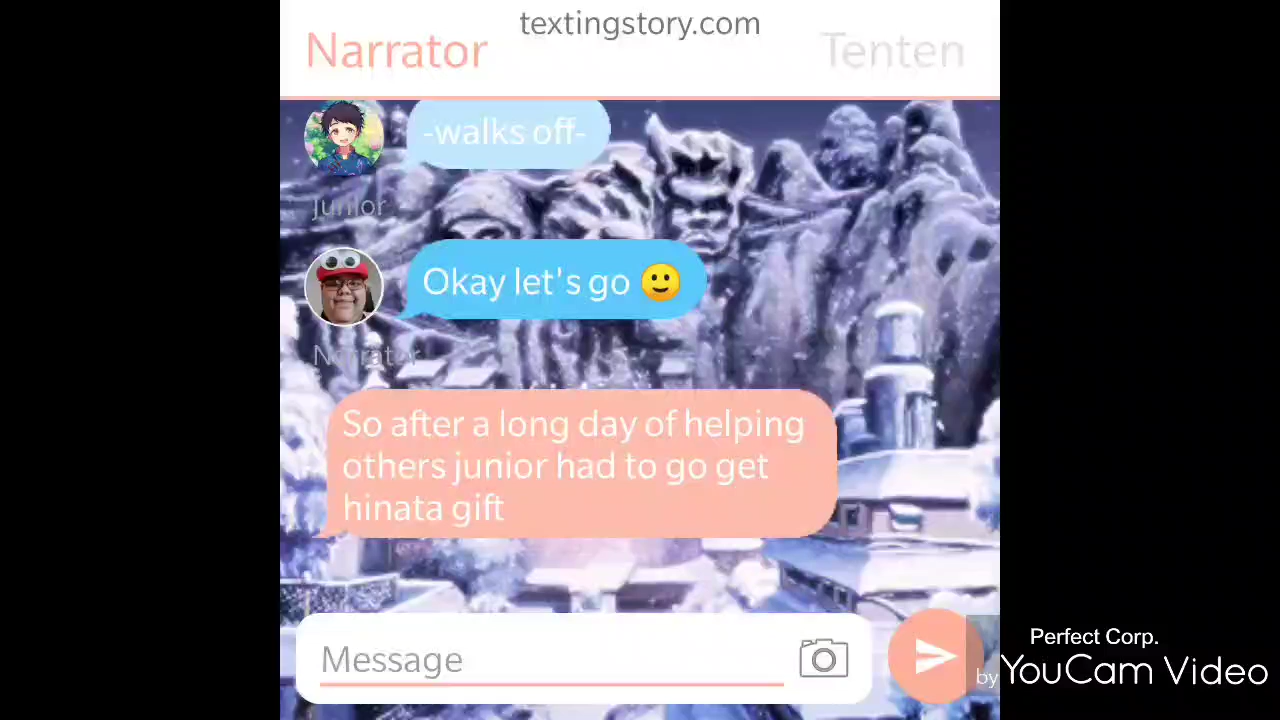 textingstory.com
Narrator
Tenten
-walks off-
Junior
Okay let's go 🙂
Narrator
So after a long day of helping
others junior had to go get
hinata gift
Message
Perfect Corp.
by YouCam Video